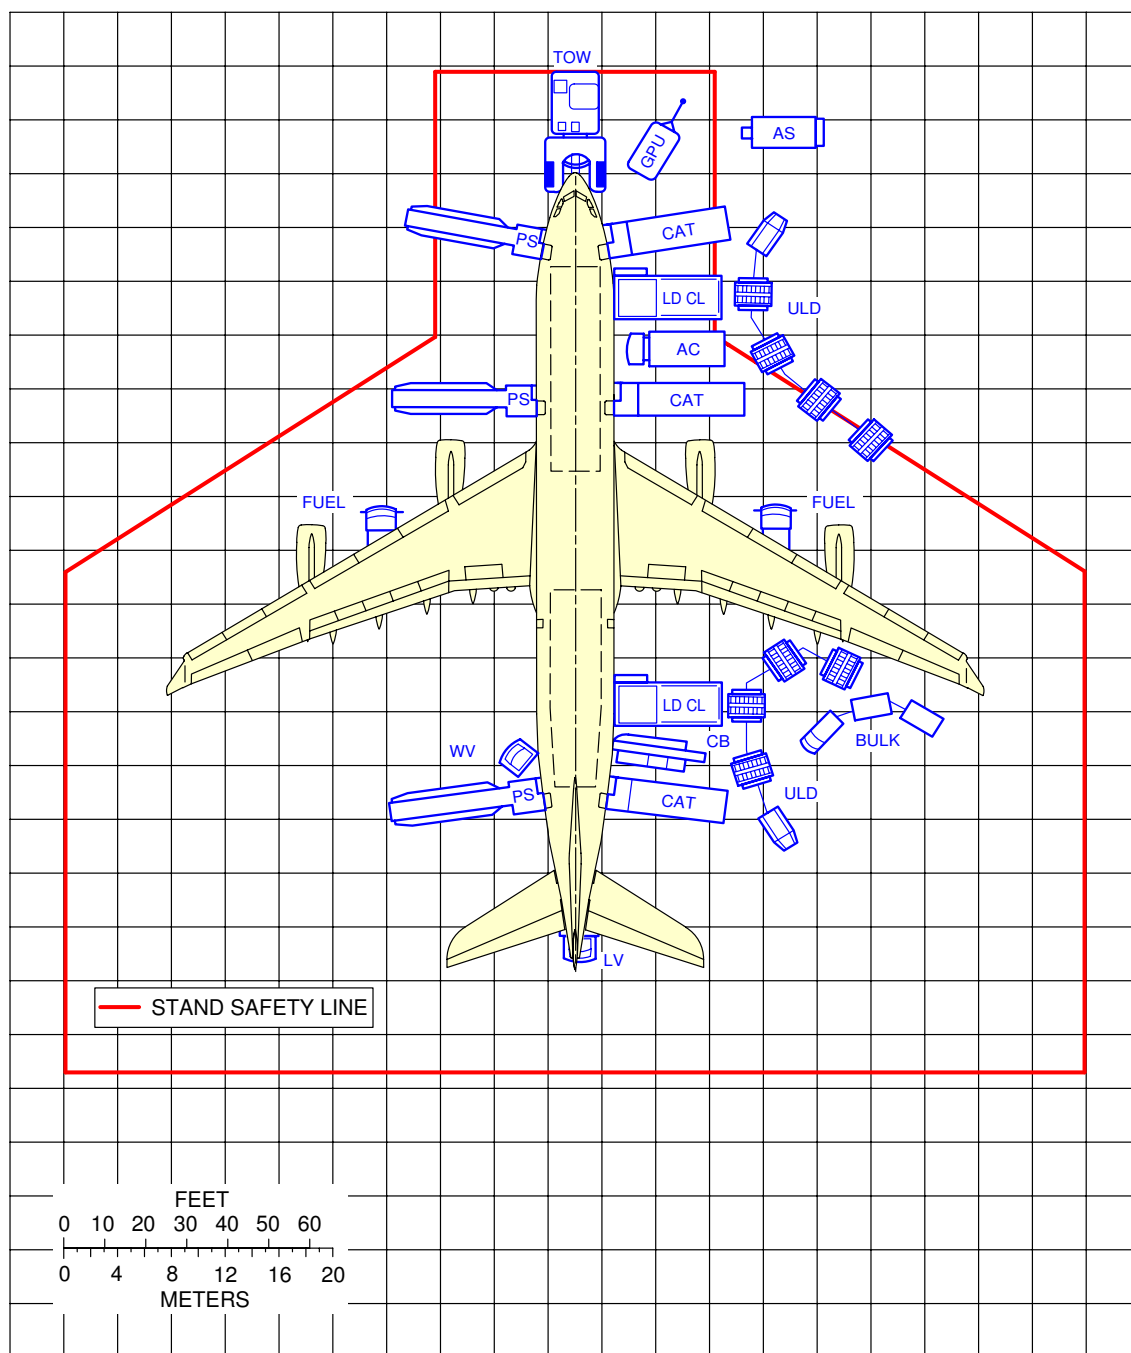 TOW
AS
GPU
PS
CAT
LD CL
ULD
AC
PS
CAT
FUEL
FUEL
LD CL
CB
BULK
WV
PS
CAT
ULD
LV
STAND SAFETY LINE
FEET
0 10 20 30 40 50 60
0 4 8 12 16 20
METERS